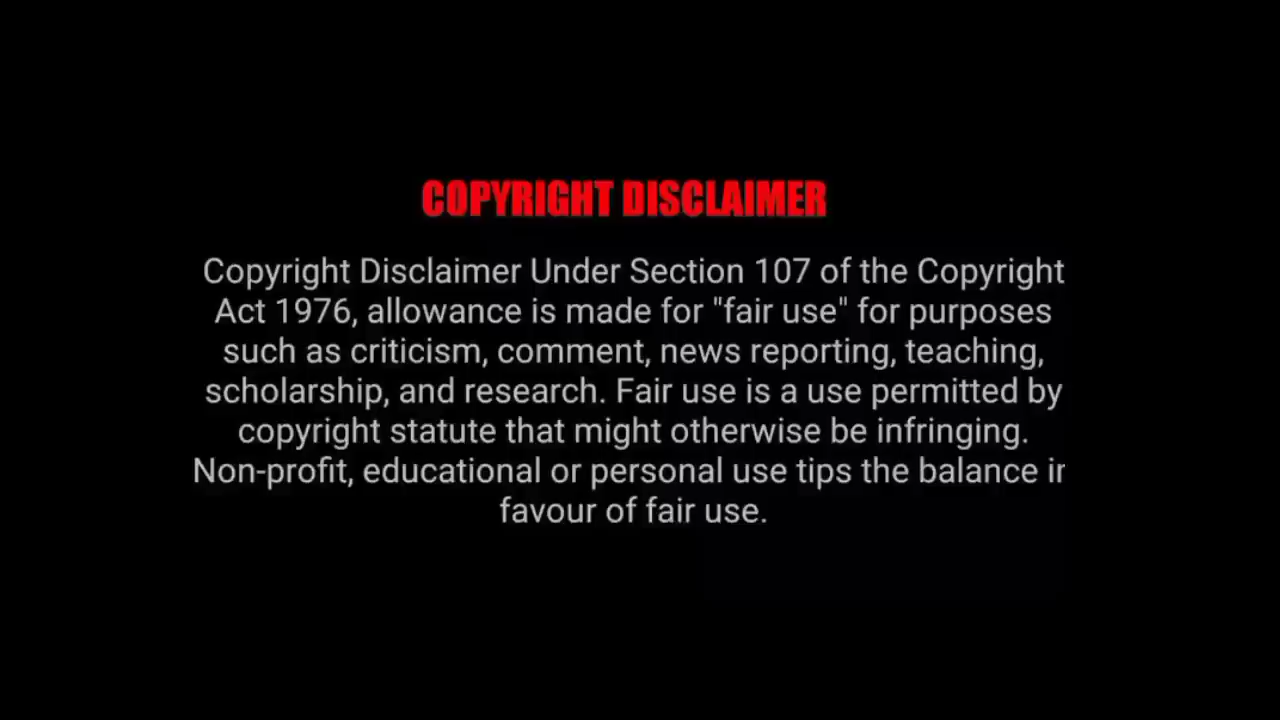 COPYRIGHT DISCLAIMER
Copyright Disclaimer Under Section 107 of the Copyright
Act 1976, allowance is made for "fair use" for purposes
such as criticism, comment, news reporting, teaching,
scholarship, and research. Fair use is a use permitted by
copyright statute that might otherwise be infringing.
Non-profit, educational or personal use tips the balance ir
favour of fair use.